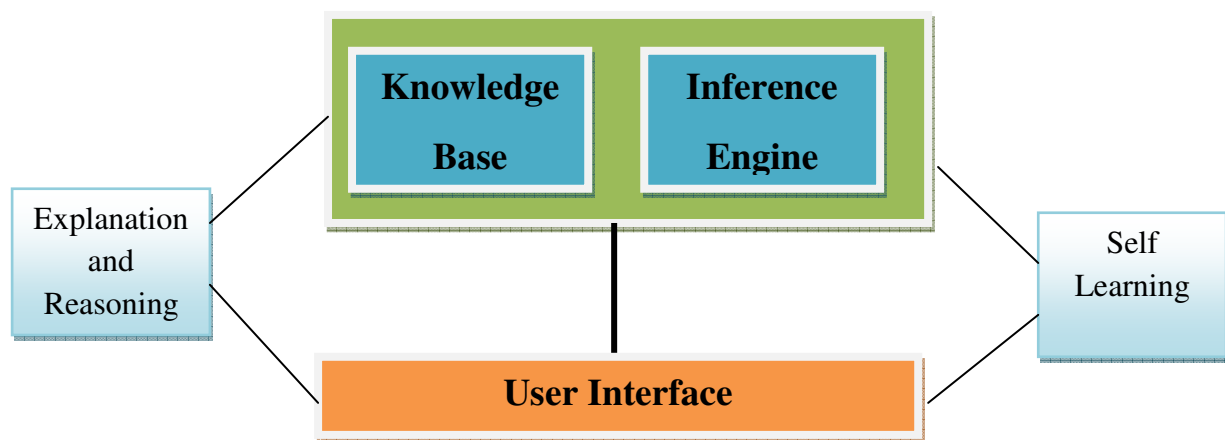 Knowledge
Base
Inference
Engine
Explanation
and
Reasoning
Self
Learning
User Interface